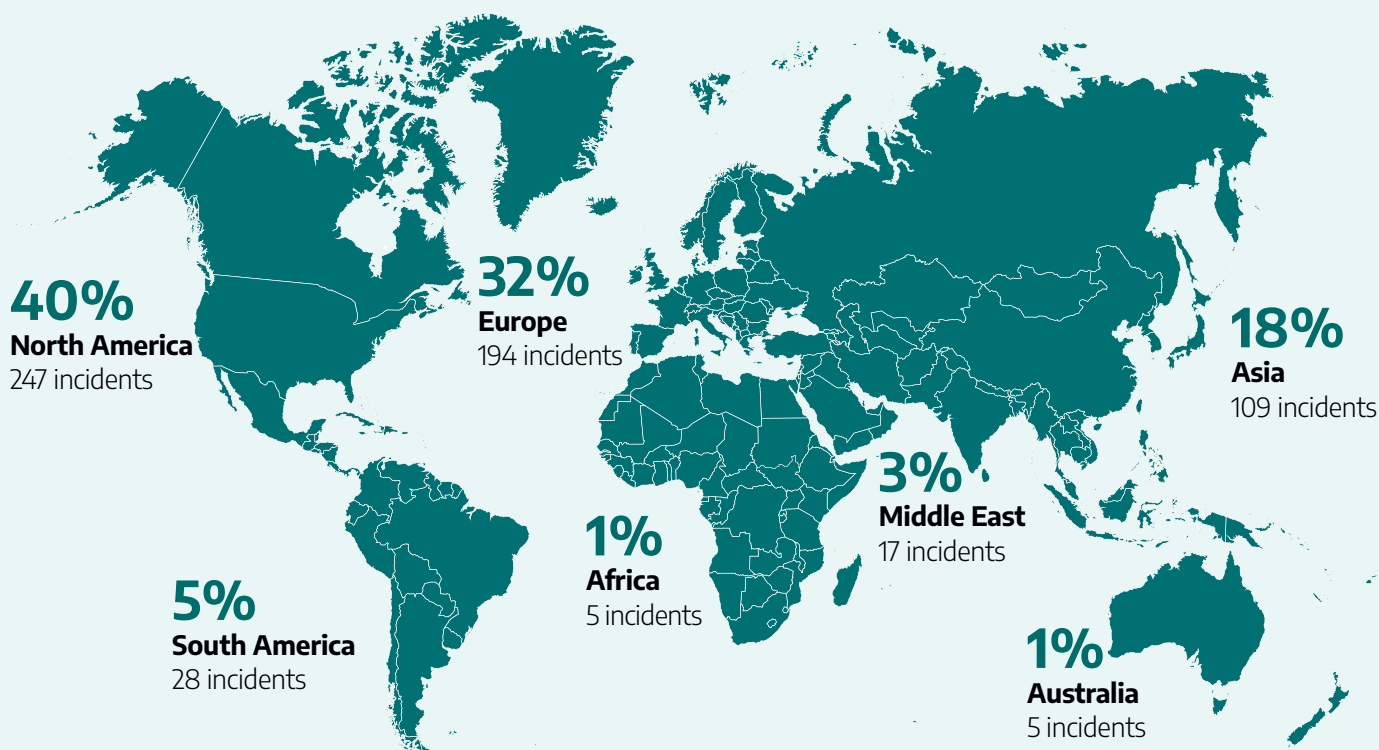 40%
North America
247 incidents
32%
Europe
194 incidents
18%
Asia
109 incidents
3%
Middle East
17 incidents
1%
Africa
5 incidents
5%
South America
28 incidents
1%
Australia
5 incidents